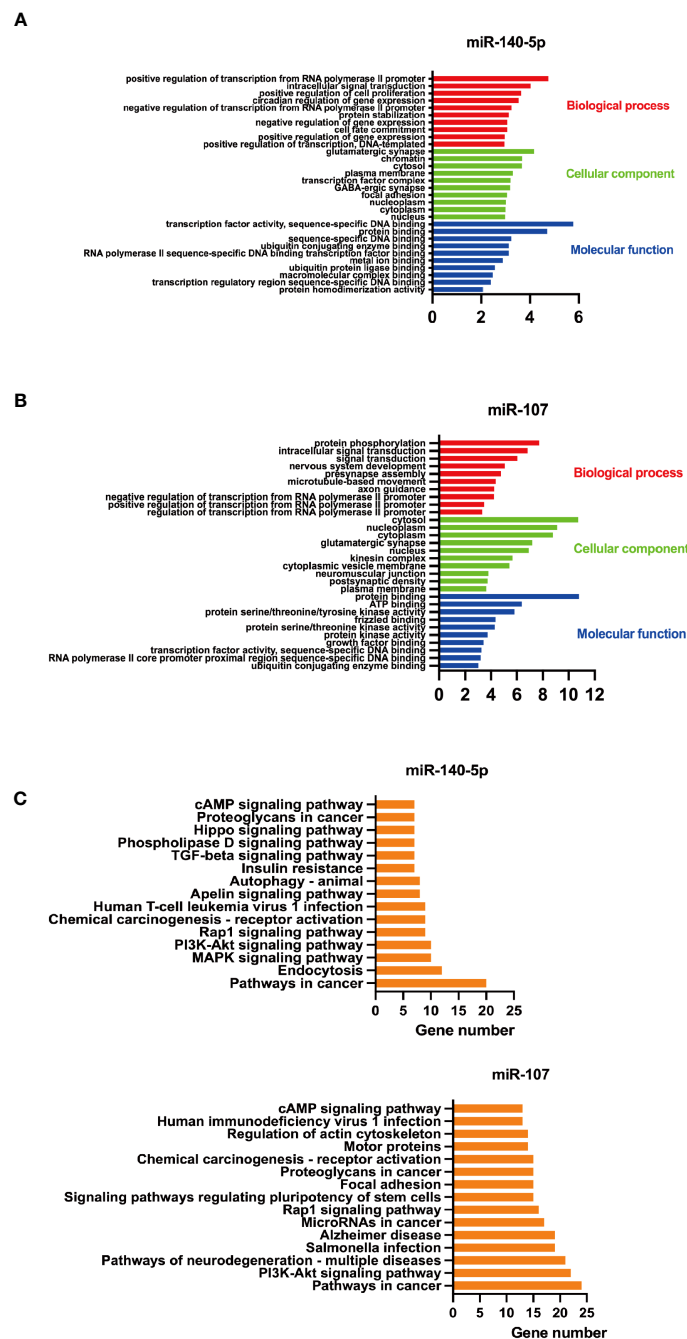 A
miR-140-5p
positive regulation of transcription from RNA polymerase II promoter
intracellular signal transduction
positive regulation of cell proliferation
circadian regulation of gene expression
negative regulation of transcription from RNA polymerase II promoter
protein stabilization
negative regulation of gene expression
cell fate commitment
positive regulation of gene expression
positive regulation of transcription, DNA-templated
Biological process
glutamatergic synapse
chromatin
cytosol
plasma membrane
transcription factor complex
GABA-ergic synapse
focal adhesion
nucleoplasm
cytoplasm
nucleus
Cellular component
transcription factor activity, sequence-specific DNA binding
protein binding
sequence-specific DNA binding
ubiquitin conjugating enzyme binding
RNA polymerase II sequence-specific DNA binding transcription factor binding
metal ion binding
ubiquitin protein ligase binding
macromolecular complex binding
transcription regulatory region sequence-specific DNA binding
protein homodimerization activity
Molecular function
0 2 4 6
B
miR-107
protein phosphorylation
intracellular signal transduction
signal transduction
nervous system development
presynapse assembly
microtubule-based movement
axon guidance
negative regulation of transcription from RNA polymerase II promoter
positive regulation of transcription from RNA polymerase II promoter
regulation of transcription from RNA polymerase II promoter
Biological process
cytosol
nucleoplasm
cytoplasm
glutamatergic synapse
nucleus
kinesin complex
cytoplasmic vesicle membrane
neuromuscular junction
postsynaptic density
plasma membrane
Cellular component
protein binding
ATP binding
protein serine/threonine/tyrosine kinase activity
frizzled binding
protein serine/threonine kinase activity
protein kinase activity
growth factor binding
transcription factor activity, sequence-specific DNA binding
RNA polymerase II core promoter proximal region sequence-specific DNA binding
ubiquitin conjugating enzyme binding
Molecular function
0 2 4 6 8 10 12
C
miR-140-5p
cAMP signaling pathway
Proteoglycans in cancer
Hippo signaling pathway
Phospholipase D signaling pathway
TGF-beta signaling pathway
Insulin resistance
Autophagy - animal
Apelin signaling pathway
Human T-cell leukemia virus 1 infection
Chemical carcinogenesis - receptor activation
Rap1 signaling pathway
PI3K-Akt signaling pathway
MAPK signaling pathway
Endocytosis
Pathways in cancer
0 5 10 15 20 25
Gene number
miR-107
cAMP signaling pathway
Human immunodeficiency virus 1 infection
Regulation of actin cytoskeleton
Motor proteins
Chemical carcinogenesis - receptor activation
Proteoglycans in cancer
Focal adhesion
Signaling pathways regulating pluripotency of stem cells
Rap1 signaling pathway
MicroRNAs in cancer
Alzheimer disease
Salmonella infection
Pathways of neurodegeneration - multiple diseases
PI3K-Akt signaling pathway
Pathways in cancer
0 5 10 15 20 25
Gene number